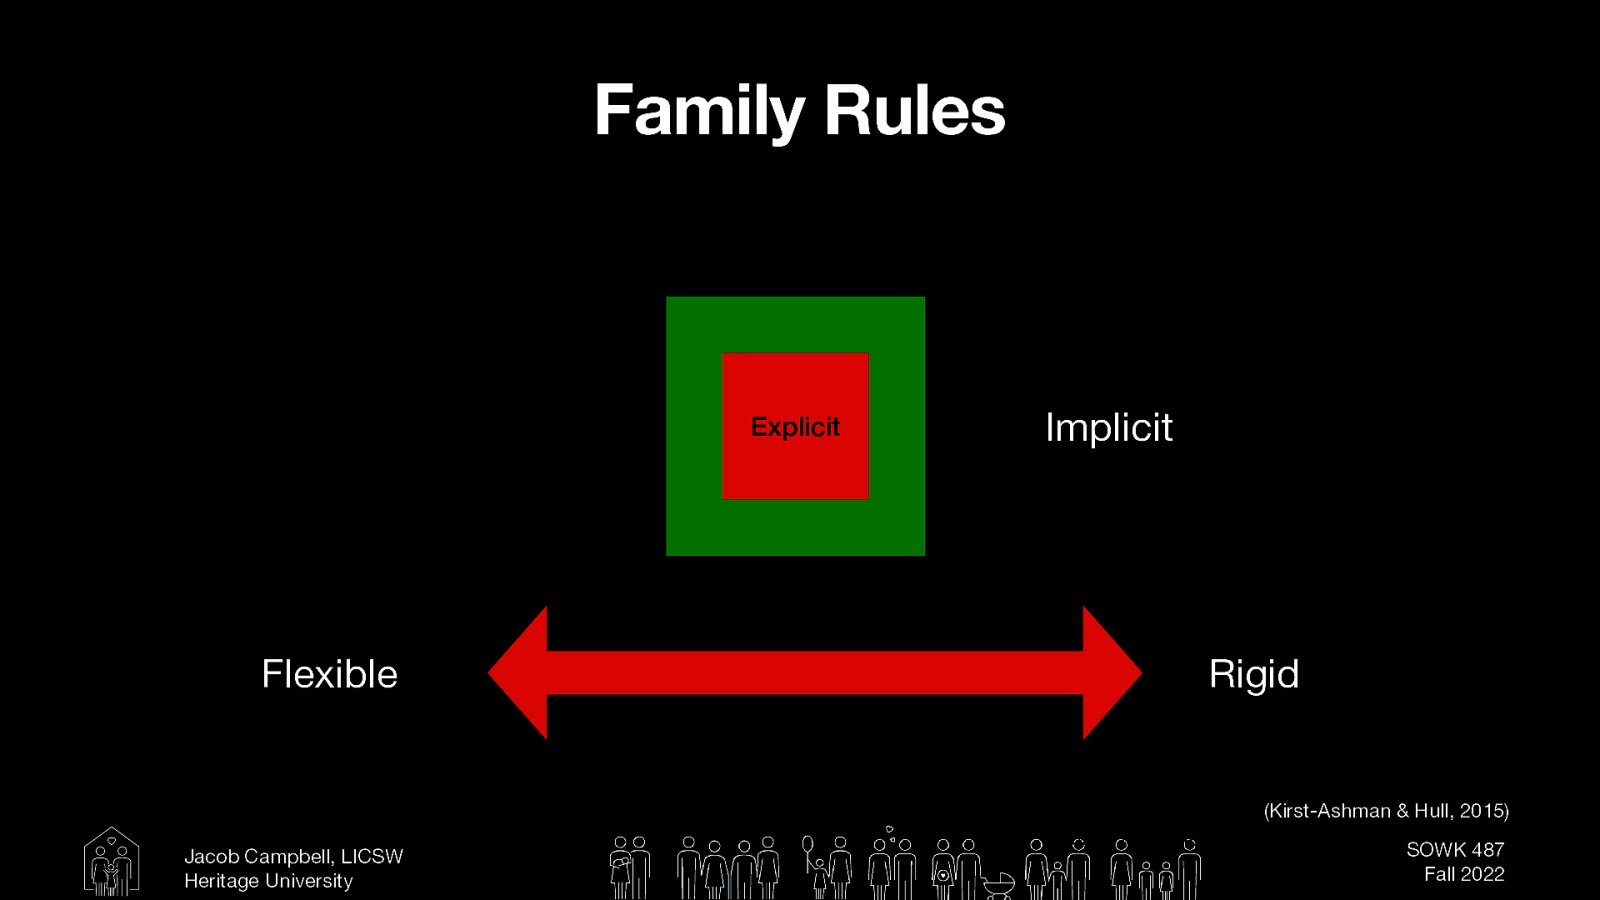 Family Rules
Explicit
Implicit
Flexible
Rigid
(Kirst-Ashman & Hull, 2015)
Jacob Campbell, LICSW
Heritage University
SOWK 487
Fall 2022